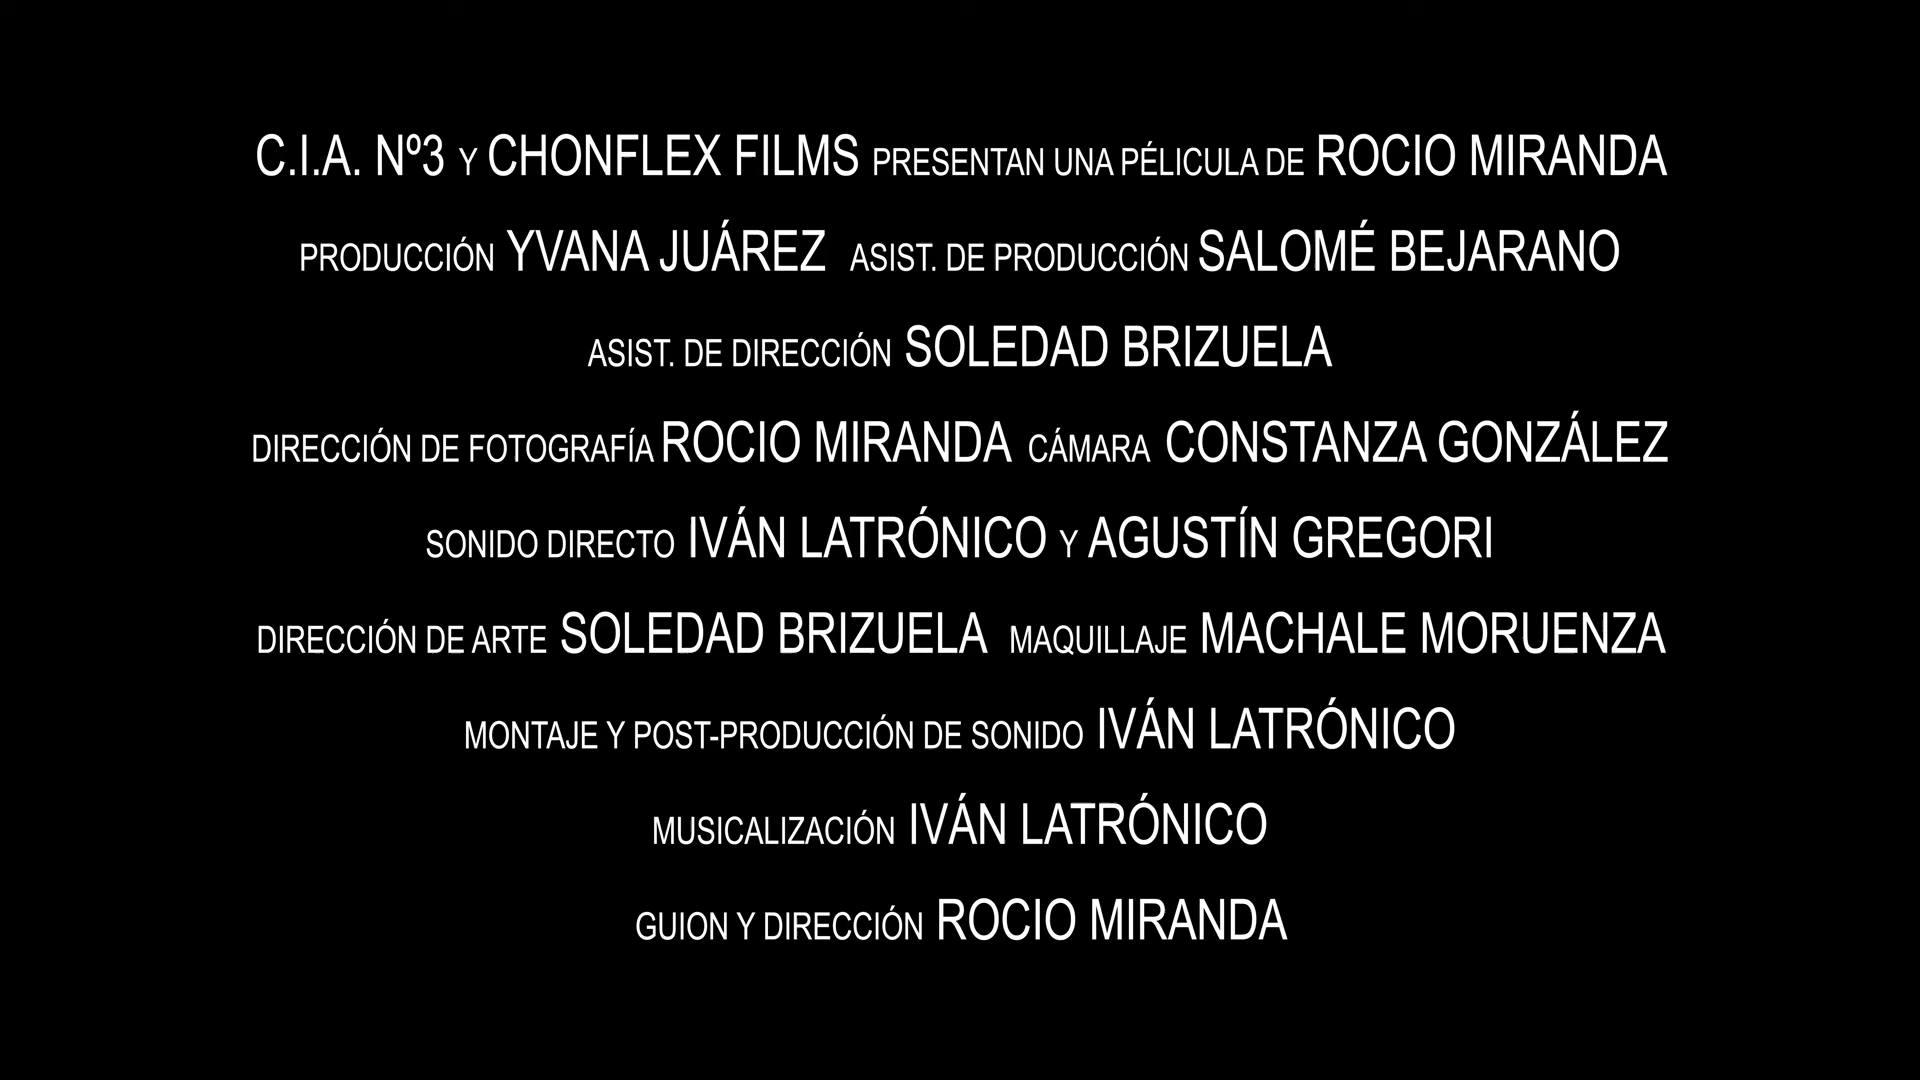 C.I.A. Nº3 Y CHONFLEX FILMS PRESENTAN UNA PÉLICULA DE ROCIO MIRANDA
PRODUCCIÓN YVANA JUÁREZ ASIST. DE PRODUCCIÓN SALOMÉ BEJARANO
ASIST. DE DIRECCIÓN SOLEDAD BRIZUELA
DIRECCIÓN DE FOTOGRAFÍA ROCIO MIRANDA CÁMARA CONSTANZA GONZÁLEZ
SONIDO DIRECTO IVÁN LATRÓNICO Y AGUSTÍN GREGORI
DIRECCIÓN DE ARTE SOLEDAD BRIZUELA MAQUILLAJE MACHALE MORUENZA
MONTAJE Y POST-PRODUCCIÓN DE SONIDO IVÁN LATRÓNICO
MUSICALIZACIÓN IVÁN LATRÓNICO
GUION Y DIRECCIÓN ROCIO MIRANDA